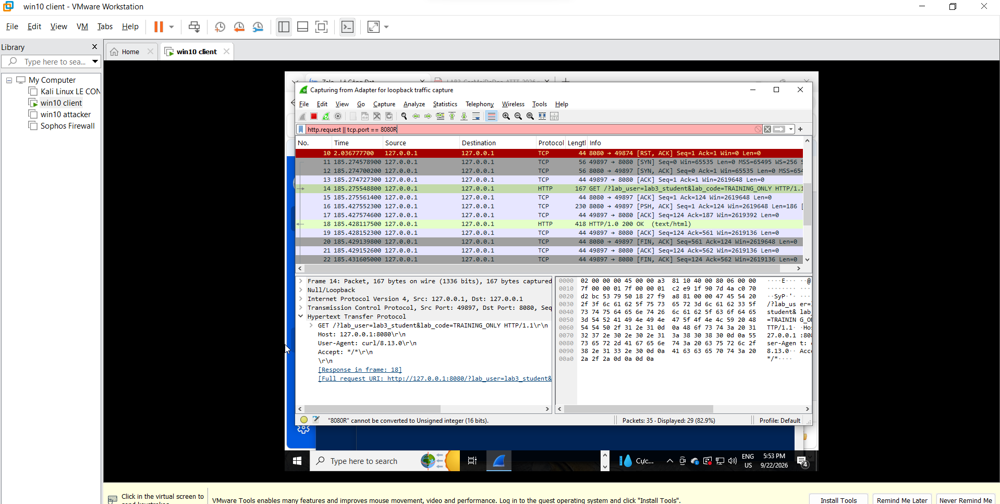 win10 client - VMware Workstation
File Edit View VM Tabs Help
Library
Home
win10 client
Type here to sea...
My Computer
Kali Linux LE CON
win10 client
win10 attacker
Sophos Firewall
Capturing from Adapter for loopback traffic capture
File Edit View Go Capture Analyze Statistics Telephony Wireless Tools Help
http.request || tcp.port == 8080R
No. Time Source Destination Protocol Lengtl Info
10 2.036777700 127.0.0.1 127.0.0.1 TCP 44 8080 → 49874 [RST, ACK] Seq=1 Ack=1 Win=0 Len=0
11 185.274578900 127.0.0.1 127.0.0.1 TCP 56 49897 → 8080 [SYN] Seq=0 Win=65535 Len=0 MSS=65495 WS=256 S
12 185.274700200 127.0.0.1 127.0.0.1 TCP 56 8080 → 49897 [SYN, ACK] Seq=0 Ack=1 Win=65535 Len=0 MSS=654
13 185.274727300 127.0.0.1 127.0.0.1 TCP 44 49897 → 8080 [ACK] Seq=1 Ack=1 Win=2619648 Len=0
14 185.275548800 127.0.0.1 127.0.0.1 HTTP 167 GET /?lab_user=lab3_student&lab_code=TRAINING_ONLY HTTP/1.1
15 185.275561400 127.0.0.1 127.0.0.1 TCP 44 8080 → 49897 [ACK] Seq=1 Ack=124 Win=2619648 Len=0
16 185.427552300 127.0.0.1 127.0.0.1 TCP 230 8080 → 49897 [PSH, ACK] Seq=1 Ack=124 Win=2619648 Len=186 [
17 185.427574600 127.0.0.1 127.0.0.1 TCP 44 49897 → 8080 [ACK] Seq=124 Ack=187 Win=2619392 Len=0
18 185.428117500 127.0.0.1 127.0.0.1 HTTP 418 HTTP/1.0 200 OK (text/html)
19 185.428152300 127.0.0.1 127.0.0.1 TCP 44 49897 → 8080 [ACK] Seq=124 Ack=561 Win=2619136 Len=0
20 185.429139800 127.0.0.1 127.0.0.1 TCP 44 8080 → 49897 [FIN, ACK] Seq=561 Ack=124 Win=2619648 Len=0
21 185.429152600 127.0.0.1 127.0.0.1 TCP 44 49897 → 8080 [ACK] Seq=124 Ack=562 Win=2619136 Len=0
22 185.431605000 127.0.0.1 127.0.0.1 TCP 44 49897 → 8080 [FIN, ACK] Seq=124 Ack=562 Win=2619136 Len=0
Frame 14: Packet, 167 bytes on wire (1336 bits), 167 bytes captured
Null/Loopback
Internet Protocol Version 4, Src: 127.0.0.1, Dst: 127.0.0.1
Transmission Control Protocol, Src Port: 49897, Dst Port: 8080, Seq
Hypertext Transfer Protocol
GET /?lab_user=lab3_student&lab_code=TRAINING_ONLY HTTP/1.1\r\n
Host: 127.0.0.1:8080\r\n
User-Agent: curl/8.13.0\r\n
Accept: */*\r\n
\r\n
[Response in frame: 18]
[Full request URI: http://127.0.0.1:8080/?lab_user=lab3_student&
0000 02 00 00 00 45 00 00 a3 81 10 40 00 80 06 00 00 ····E··· ··@
0010 7f 00 00 01 7f 00 00 01 c2 e9 1f 90 7d 4a c0 70
0020 d2 bc 53 79 50 18 27 f9 a8 81 00 00 47 45 54 20 ··SyP·'·
0030 2f 3f 6c 61 62 5f 75 73 65 72 3d 6c 61 62 33 5f /?lab_us er=
0040 73 74 75 64 65 6e 74 26 6c 61 62 5f 63 6f 64 65 student& lab
0050 3d 54 52 41 49 4e 49 4e 47 5f 4f 4e 4c 59 20 48 =TRAININ G_O
0060 54 54 50 2f 31 2e 31 0d 0a 48 6f 73 74 3a 20 31 TTP/1.1· ·Ho
0070 32 37 2e 30 2e 30 2e 31 3a 38 30 38 30 0d 0a 55 27.0.0.1 :80
0080 73 65 72 2d 41 67 65 6e 74 3a 20 63 75 72 6c 2f ser-Agen t:
0090 38 2e 31 33 2e 30 0d 0a 41 63 63 65 70 74 3a 20 8.13.0·· Acc
00a0 2a 2f 2a 0d 0a 0d 0a */*····
"8080R" cannot be converted to Unsigned integer (16 bits).
Packets: 35 · Displayed: 29 (82.9%)
Profile: Default
Type here to search
Cực...
ENG
US
5:53 PM
9/22/2026
4
Click in the virtual screen to
VMware Tools enables many features and improves mouse movement, video and performance. Log in to the guest operating system and click "Install Tools".
Install Tools
Remind Me Later
Never Remind Me